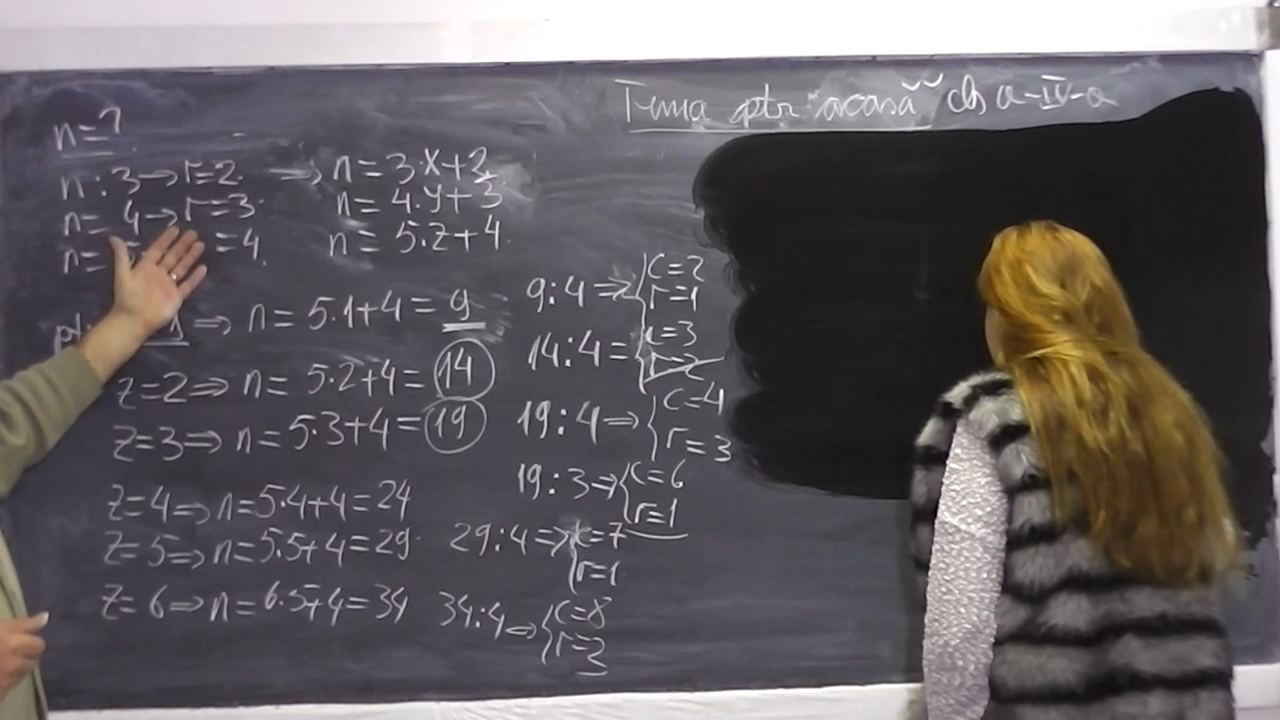 Tema ptr acasă cls a-IV-a
n=?
n:3→r=2. → n=3·x+2
n= 4→r=3 n=4·y+3
n= =4. n=5·z+4.
⇒ n=5·1+4=9
z=2⇒ n=5·2+4=14
z=3⇒ n=5·3+4=19
z=4⇒n=5·4+4=24
z=5⇒n=5·5+4=29
z=6⇒n=6·5+4=34
9:4⇒{c=2
r=1
14:4={c=3
r=2
19:4⇒{c=4
r=3
19:3⇒{c=6
r=1
29:4⇒{c=7
r=1
34:4⇒{c=8
r=2